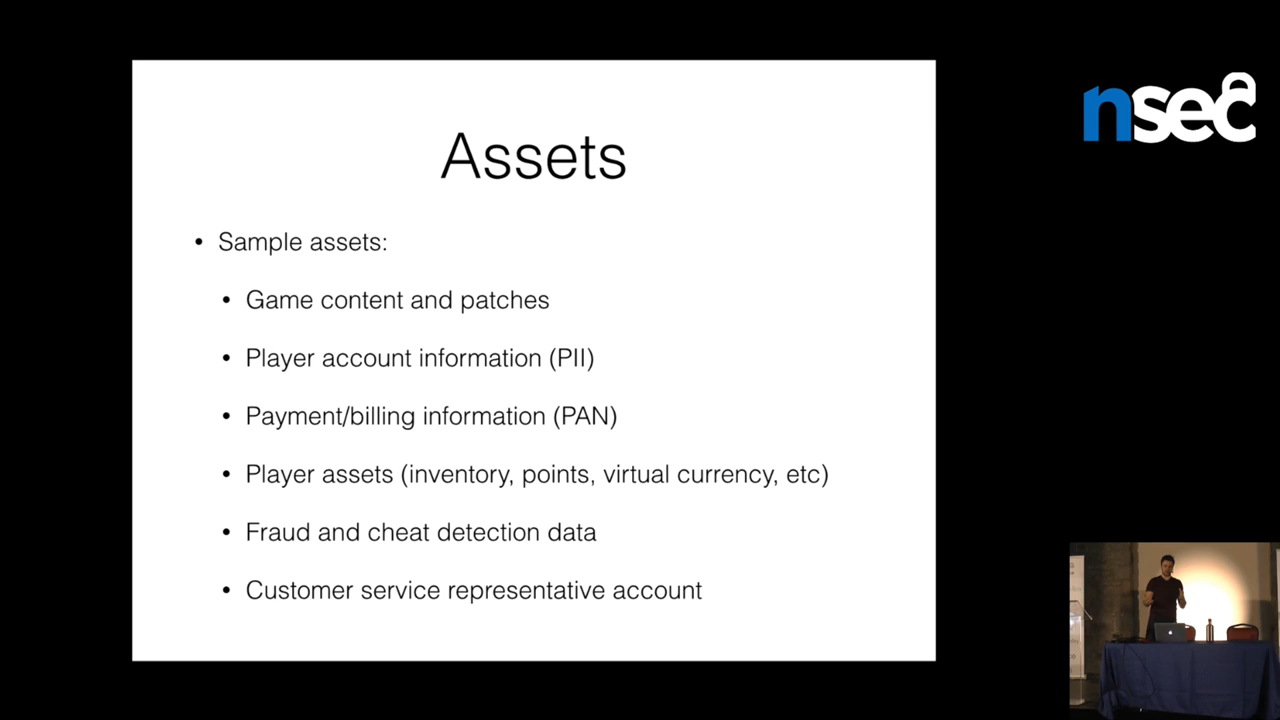 Assets
• Sample assets:
• Game content and patches
• Player account information (PII)
• Payment/billing information (PAN)
• Player assets (inventory, points, virtual currency, etc)
• Fraud and cheat detection data
• Customer service representative account
nsec